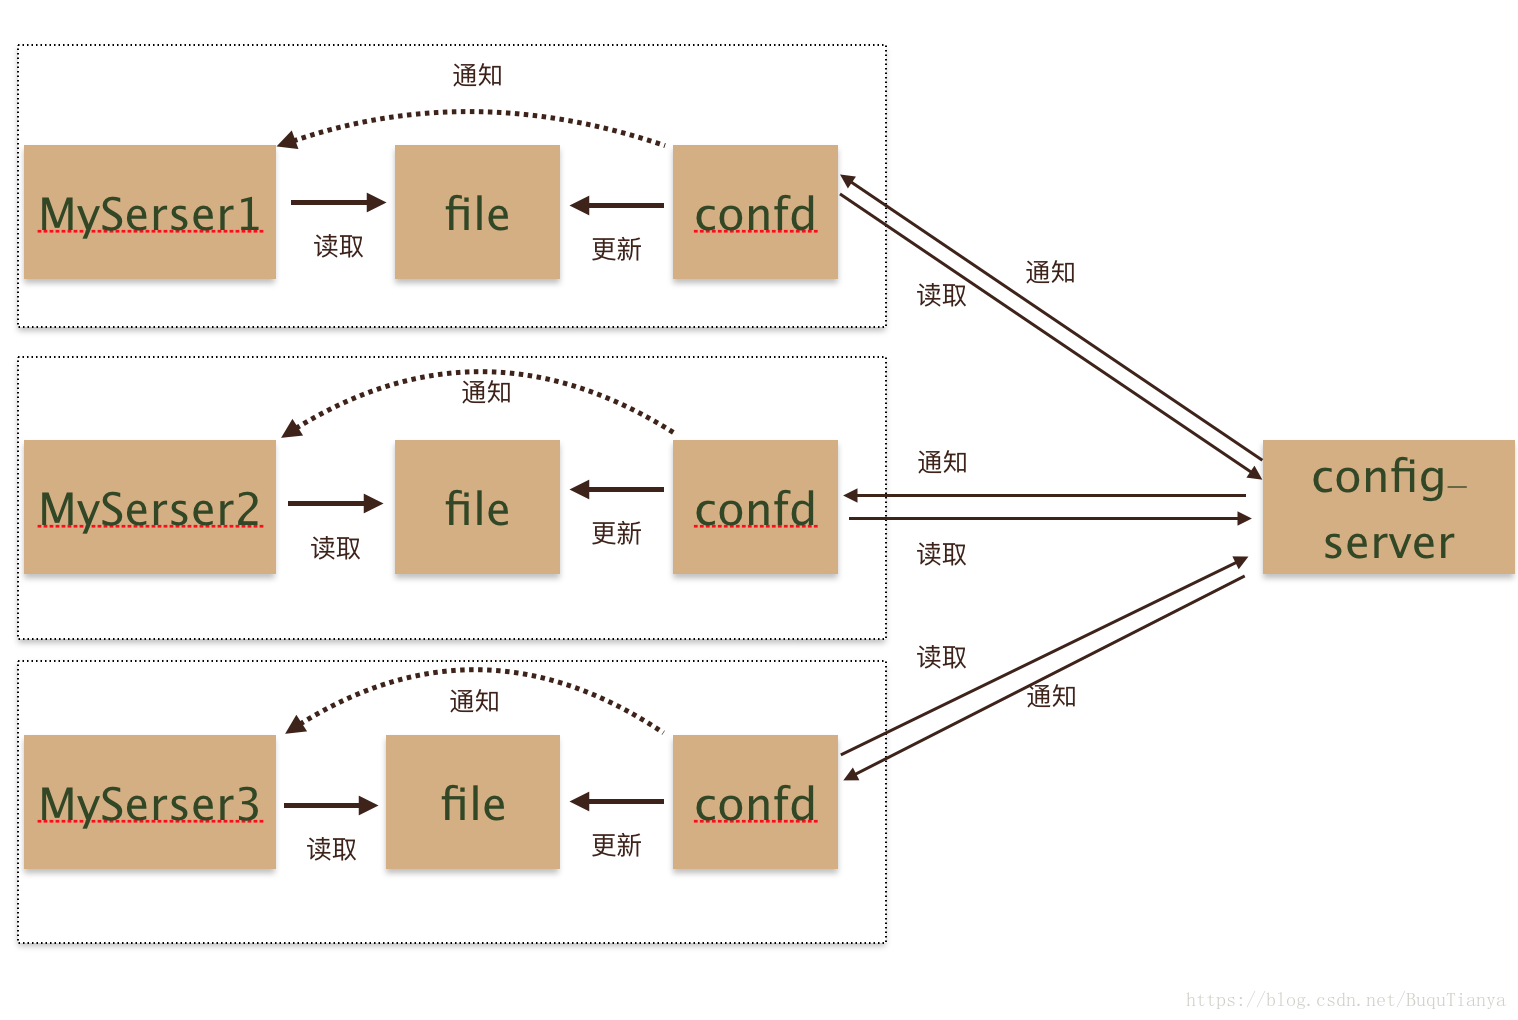 通知
MySerser1
file
confd
读取
更新
通知
读取
通知
MySerser2
file
confd
读取
更新
通知
读取
config_
server
通知
MySerser3
file
confd
读取
更新
读取
通知
https://blog.csdn.net/BuquTianya